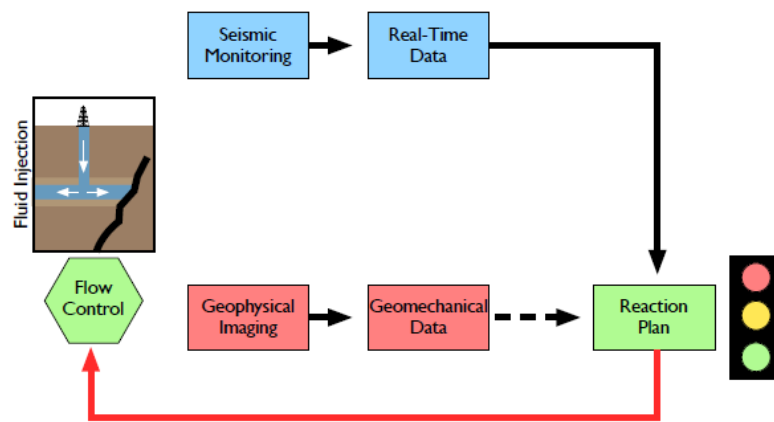 Seismic
Monitoring
Real-Time
Data
Fluid Injection
Flow
Control
Geophysical
Imaging
Geomechanical
Data
Reaction
Plan